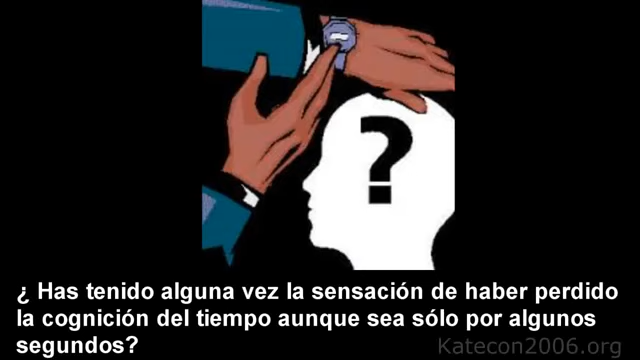 ?
¿ Has tenido alguna vez la sensación de haber perdido
la cognición del tiempo aunque sea sólo por algunos
segundos?
Katecon2006.org